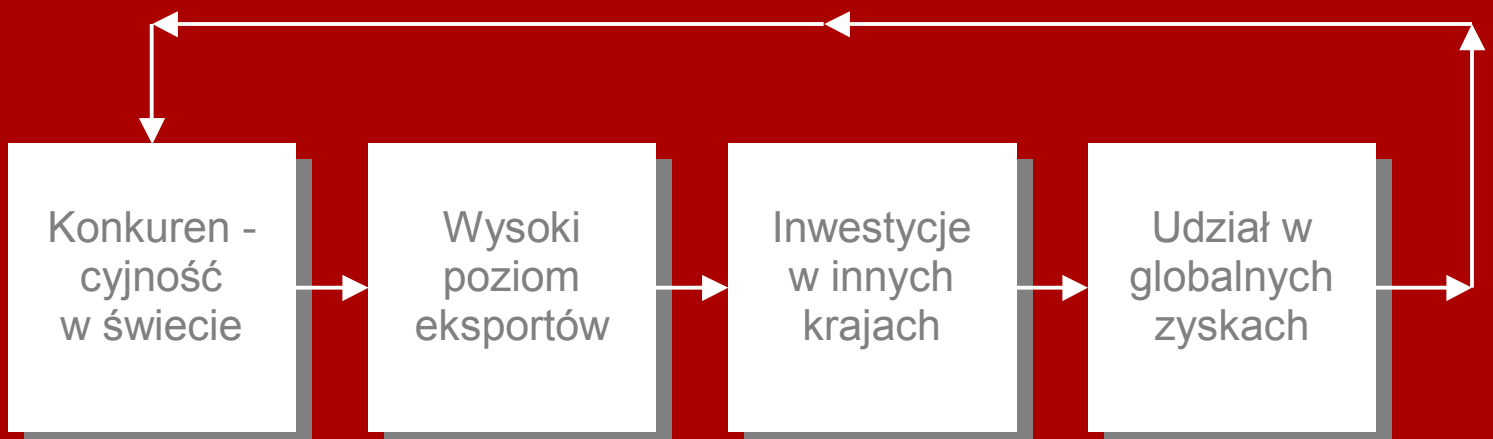 Konkuren -
cyjność
w świecie
Wysoki
poziom
eksportów
Inwestycje
w innych
krajach
Udział w
globalnych
zyskach